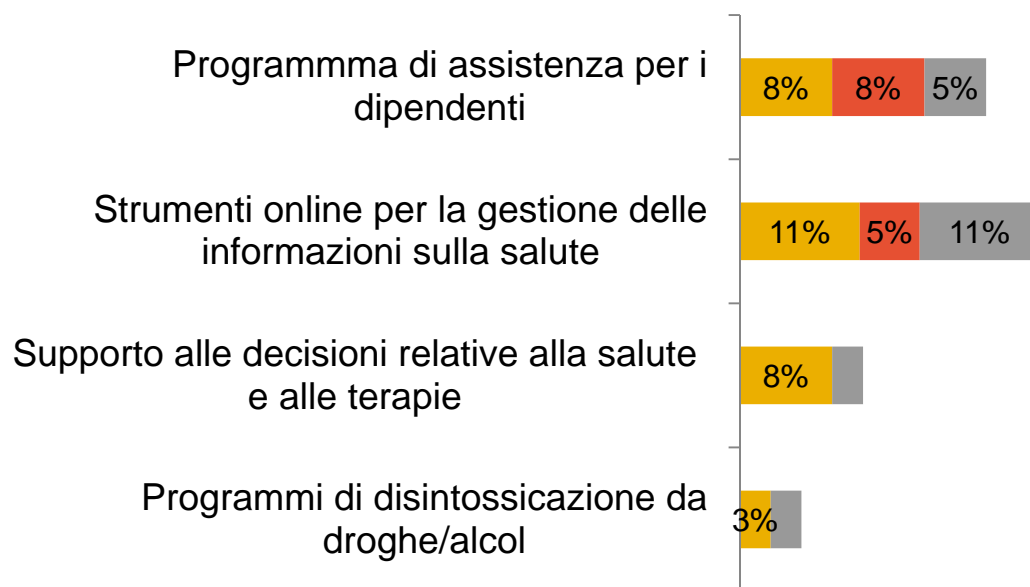 Programmma di assistenza per i
dipendenti
8% 8% 5%
Strumenti online per la gestione delle
informazioni sulla salute
11% 5% 11%
Supporto alle decisioni relative alla salute
e alle terapie
8%
Programmi di disintossicazione da
droghe/alcol
3%